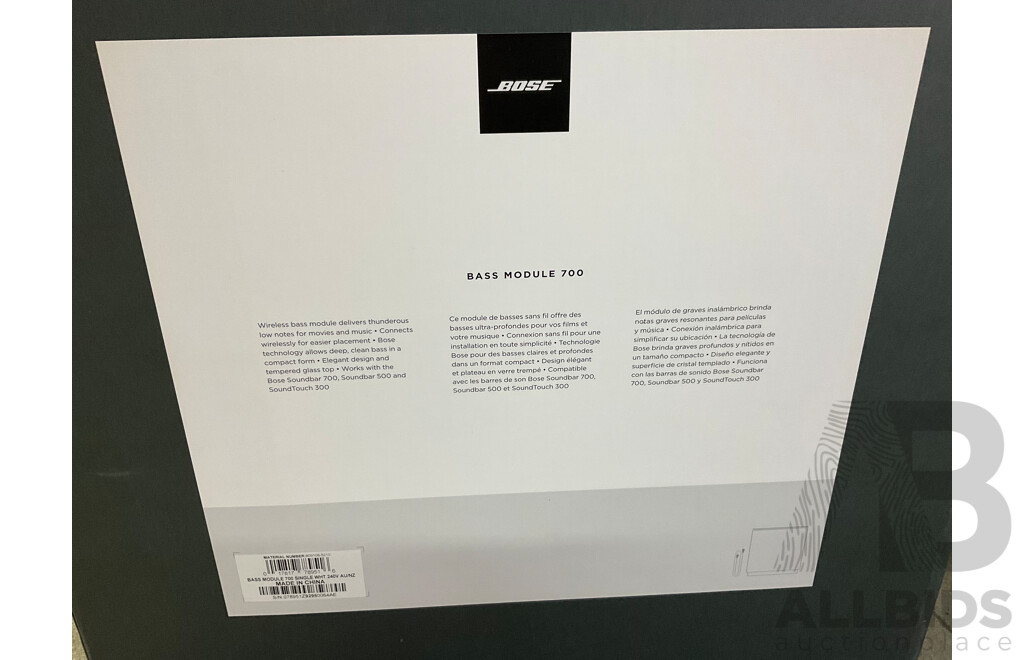 BOSE
BASS MODULE 700
Wireless bass module delivers thunderous
low notes for movies and music • Connects
wirelessly for easier placement • Bose
technology allows deep, clean bass in a
compact form • Elegant design and
tempered glass top • Works with the
Bose Soundbar 700, Soundbar 500 and
SoundTouch 300
Ce module de basses sans fil offre des
basses ultra-profondes pour vos films et
votre musique • Connexion sans fil pour une
installation en toute simplicité • Technologie
Bose pour des basses claires et profondes
dans un format compact • Design élégant
et plateau en verre trempé • Compatible
avec les barres de son Bose Soundbar 700,
Soundbar 500 et SoundTouch 300
El módulo de graves inalámbrico brinda
notas graves resonantes para películas
y música • Conexión inalámbrica para
simplificar su ubicación • La tecnología de
Bose brinda graves profundos y nítidos en
un tamaño compacto • Diseño elegante y
superficie de cristal templado • Funciona
con las barras de sonido Bose Soundbar
700, Soundbar 500 y SoundTouch 300
MATERIAL NUMBER
BASS MODULE 700 SINGLE WHT 240V AU/NZ
MADE IN CHINA
B
ALLBIDS
auctionplace